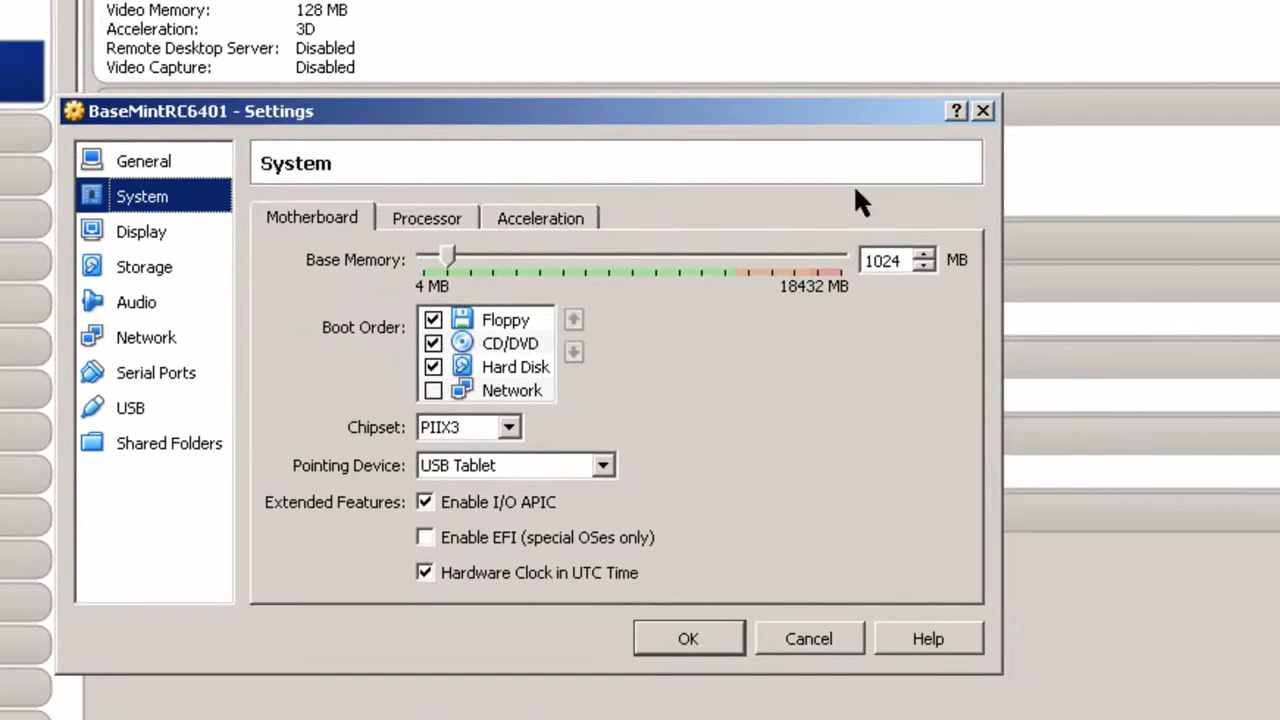 Video Memory: 128 MB
Acceleration: 3D
Remote Desktop Server: Disabled
Video Capture: Disabled
BaseMintRC6401 - Settings
?
General
System
Display
Storage
Audio
Network
Serial Ports
USB
Shared Folders
System
Motherboard Processor Acceleration
Base Memory: 1024 MB
4 MB 18432 MB
Boot Order: Floppy
CD/DVD
Hard Disk
Network
Chipset: PIIX3
Pointing Device: USB Tablet
Extended Features: Enable I/O APIC
Enable EFI (special OSes only)
Hardware Clock in UTC Time
OK Cancel Help